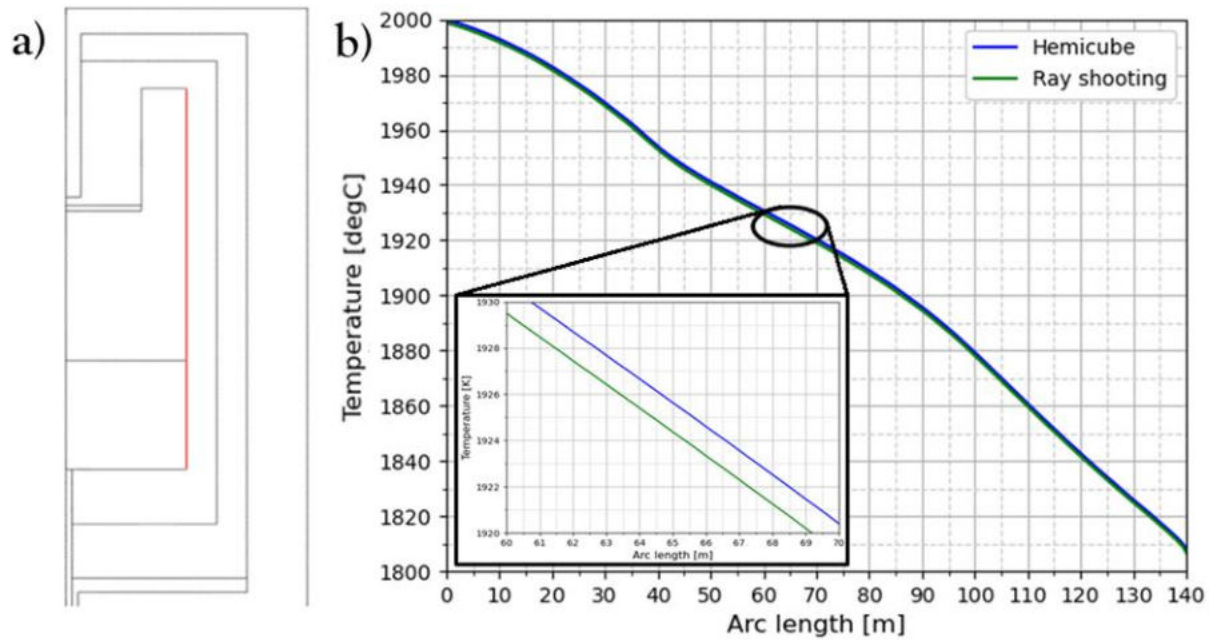 a)
b)
Temperature [degC]
2000
1980
1960
1940
1920
1900
1880
1860
1840
1820
1800
Hemicube
Ray shooting
Temperature [K]
1930
1928
1926
1924
1922
1920
60 61 62 63 64 65 66 67 68 69 70
Arc length [m]
0 10 20 30 40 50 60 70 80 90 100 110 120 130 140
Arc length [m]